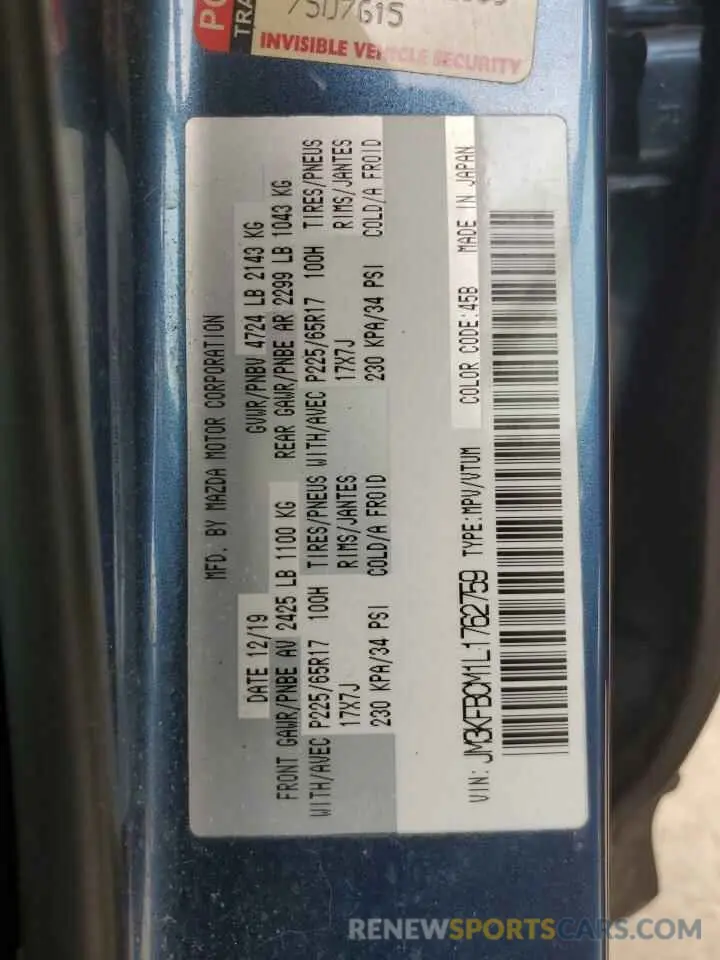 75U7G15
INVISIBLE VEHICLE SECURITY
MFD. BY MAZDA MOTOR CORPORATION
DATE 12/19 GVWR/PNBV 4724 LB 2143 KG
FRONT GAWR/PNBE AV 2425 LB 1100 KG REAR GAWR/PNBE AR 2299 LB 1043 KG
WITH/AVEC P225/65R17 100H TIRES/PNEUS WITH/AVEC P225/65R17 100H TIRES/PNEUS
17X7J RIMS/JANTES 17X7J RIMS/JANTES
230 KPA/34 PSI COLD/A FROID 230 KPA/34 PSI COLD/A FROID
COLOR CODE:45B MADE IN JAPAN
VIN: JM3KFBCM1L1762759 TYPE:MPV/VTUM
RENEWSPORTSCARS.COM